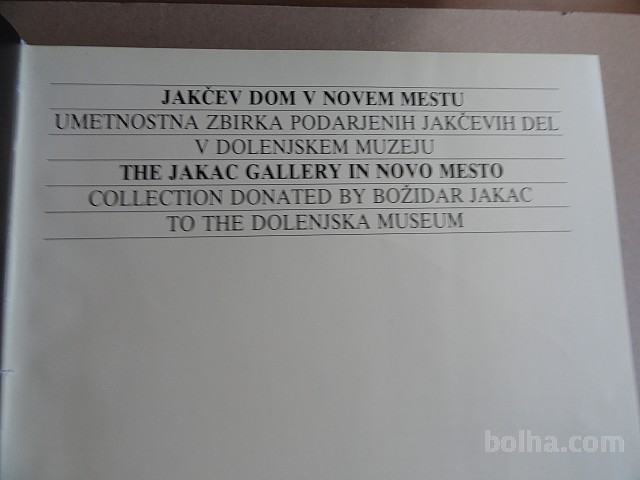 JAKČEV DOM V NOVEM MESTU
UMETNOSTNA ZBIRKA PODARJENIH JAKČEVIH DEL
V DOLENJSKEM MUZEJU
THE JAKAC GALLERY IN NOVO MESTO
COLLECTION DONATED BY BOŽIDAR JAKAC
TO THE DOLENJSKA MUSEUM
bolha.com